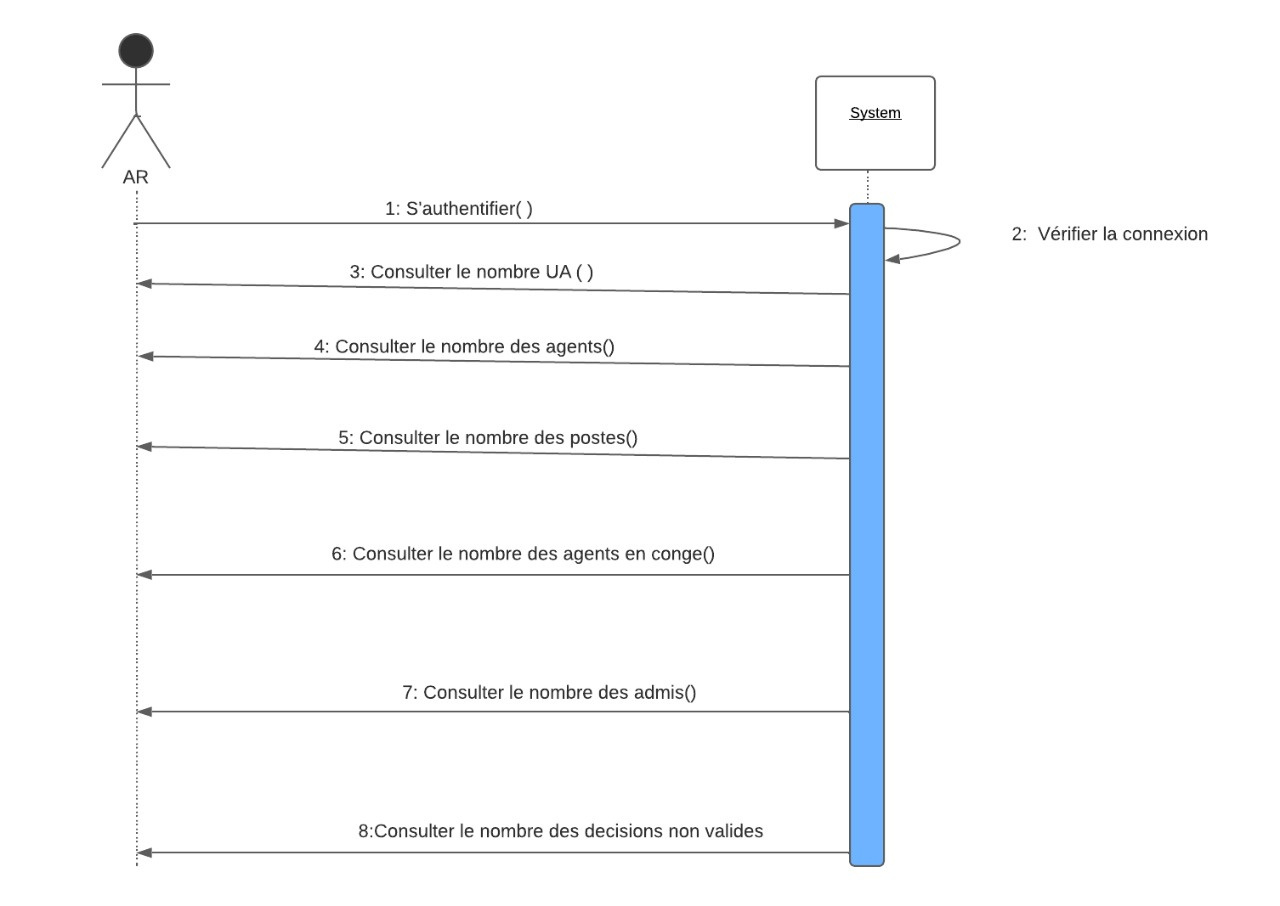 System
AR
1: S'authentifier( )
2:  Vérifier la connexion
3: Consulter le nombre UA ( )
4: Consulter le nombre des agents()
5: Consulter le nombre des postes()
6: Consulter le nombre des agents en conge()
7: Consulter le nombre des admis()
8:Consulter le nombre des decisions non valides